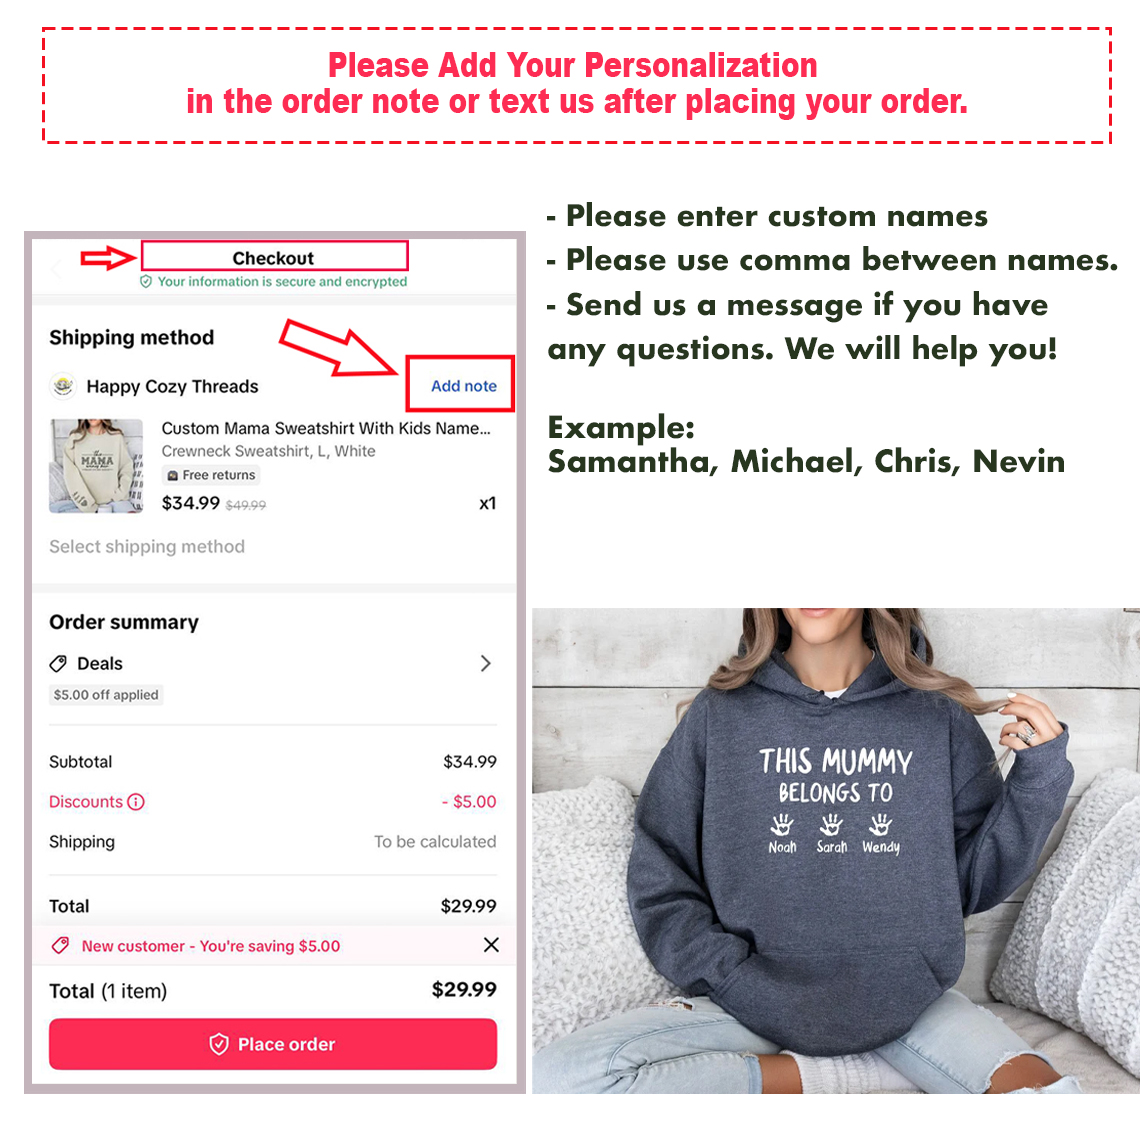 Please Add Your Personalization
in the order note or text us after placing your order.
Checkout
Your information is secure and encrypted
Shipping method
Happy Cozy Threads
Add note
Custom Mama Sweatshirt With Kids Name...
Crewneck Sweatshirt, L, White
Free returns
$34.99 $49.99
x1
MAMA
Select shipping method
Order summary
Deals
$5.00 off applied
Subtotal $34.99
Discounts - $5.00
Shipping To be calculated
Total $29.99
New customer - You're saving $5.00
Total (1 item) $29.99
Place order
- Please enter custom names
- Please use comma between names.
- Send us a message if you have
any questions. We will help you!
Example:
Samantha, Michael, Chris, Nevin
THIS MUMMY
BELONGS TO
Noah Sarah Wendy